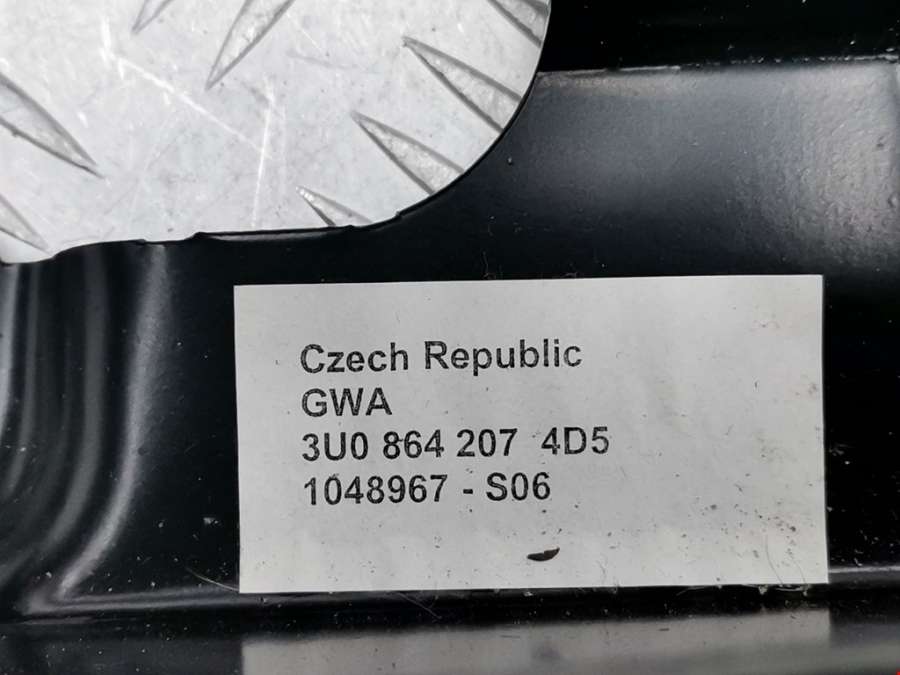 Czech Republic
GWA
3U0 864 207 4D5
1048967 - S06